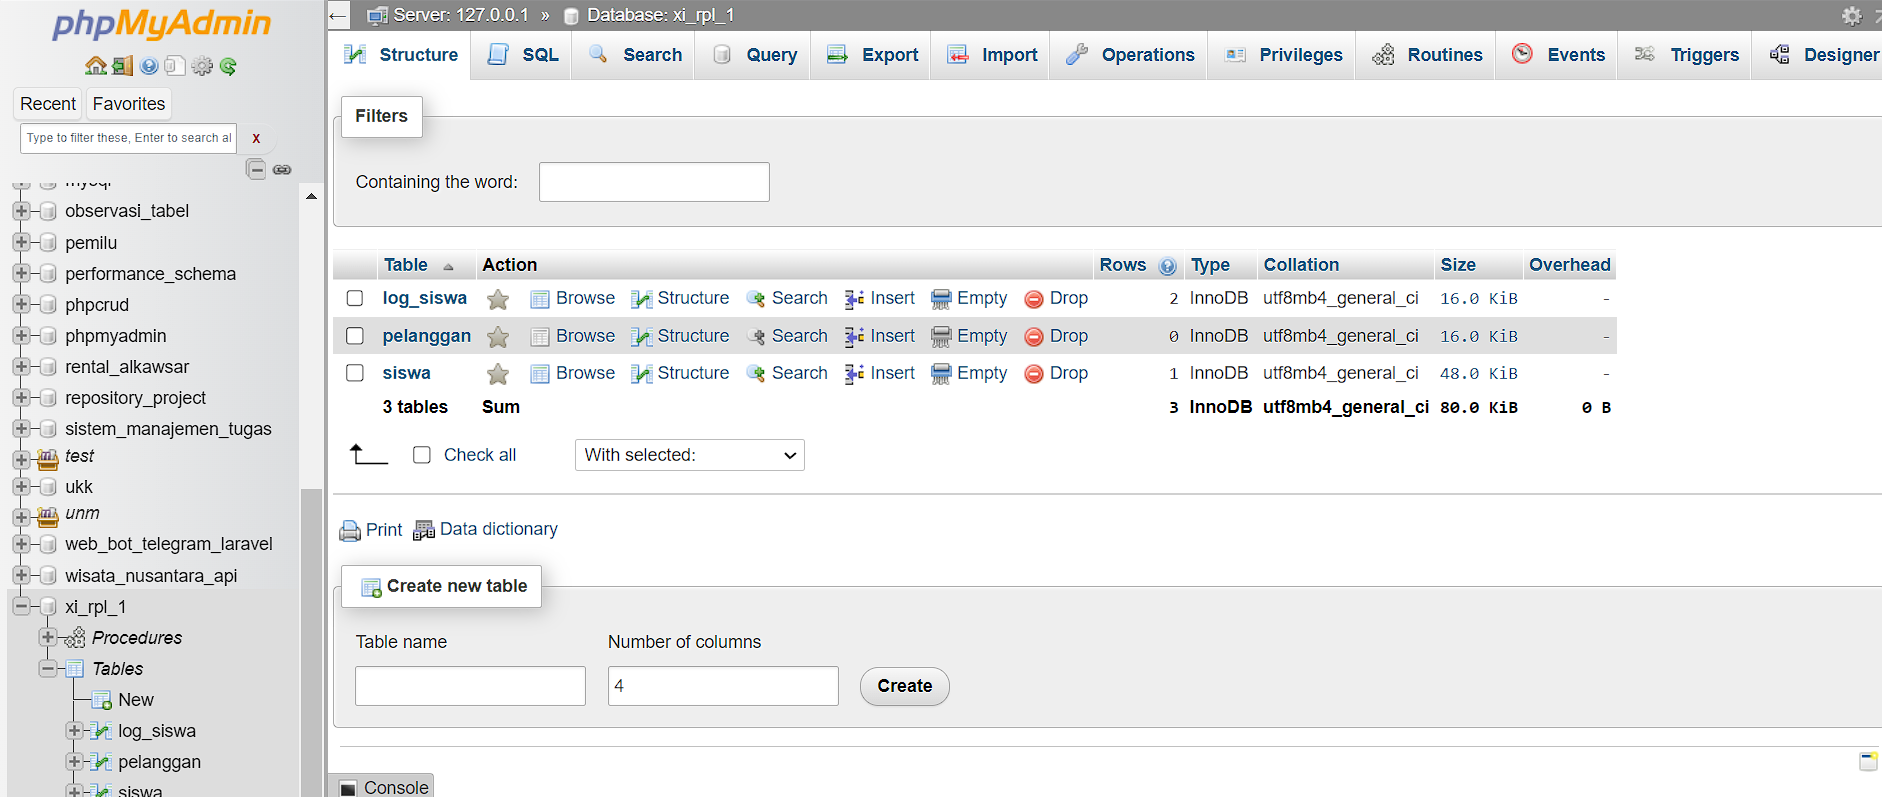 phpMyAdmin
Recent Favorites
Type to filter these, Enter to search al X
mysql
observasi_tabel
pemilu
performance_schema
phpcrud
phpmyadmin
rental_alkawsar
repository_project
sistem_manajemen_tugas
test
ukk
unm
web_bot_telegram_laravel
wisata_nusantara_api
xi_rpl_1
Procedures
Tables
New
log_siswa
pelanggan
siswa
Server: 127.0.0.1 » Database: xi_rpl_1
Structure SQL Search Query Export Import Operations Privileges Routines Events Triggers Designer
Filters
Containing the word:
Table Action Rows Type Collation Size Overhead
log_siswa Browse Structure Search Insert Empty Drop 2 InnoDB utf8mb4_general_ci 16.0 KiB -
pelanggan Browse Structure Search Insert Empty Drop 0 InnoDB utf8mb4_general_ci 16.0 KiB -
siswa Browse Structure Search Insert Empty Drop 1 InnoDB utf8mb4_general_ci 48.0 KiB -
3 tables Sum 3 InnoDB utf8mb4_general_ci 80.0 KiB 0 B
Check all With selected:
Print Data dictionary
Create new table
Table name Number of columns
4 Create
Console